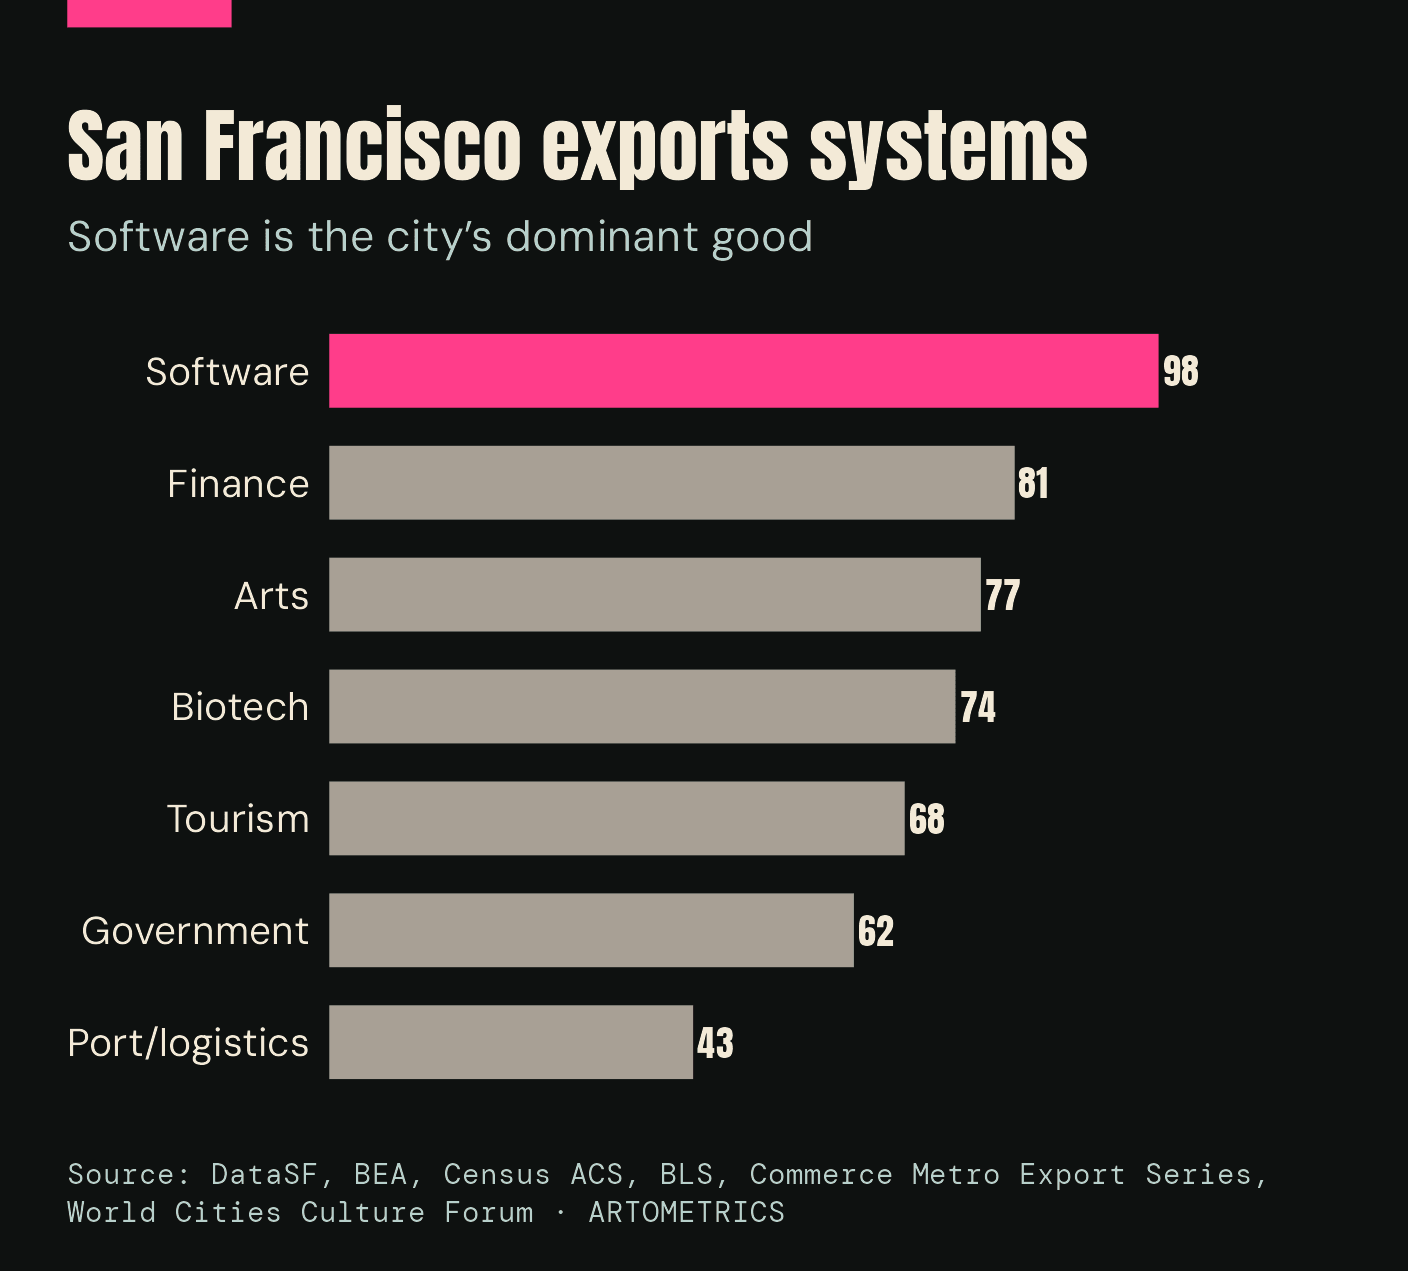 San Francisco exports systems
Software is the city’s dominant good
Software 98
Finance 81
Arts 77
Biotech 74
Tourism 68
Government 62
Port/logistics 43
Source: DataSF, BEA, Census ACS, BLS, Commerce Metro Export Series,
World Cities Culture Forum · ARTOMETRICS